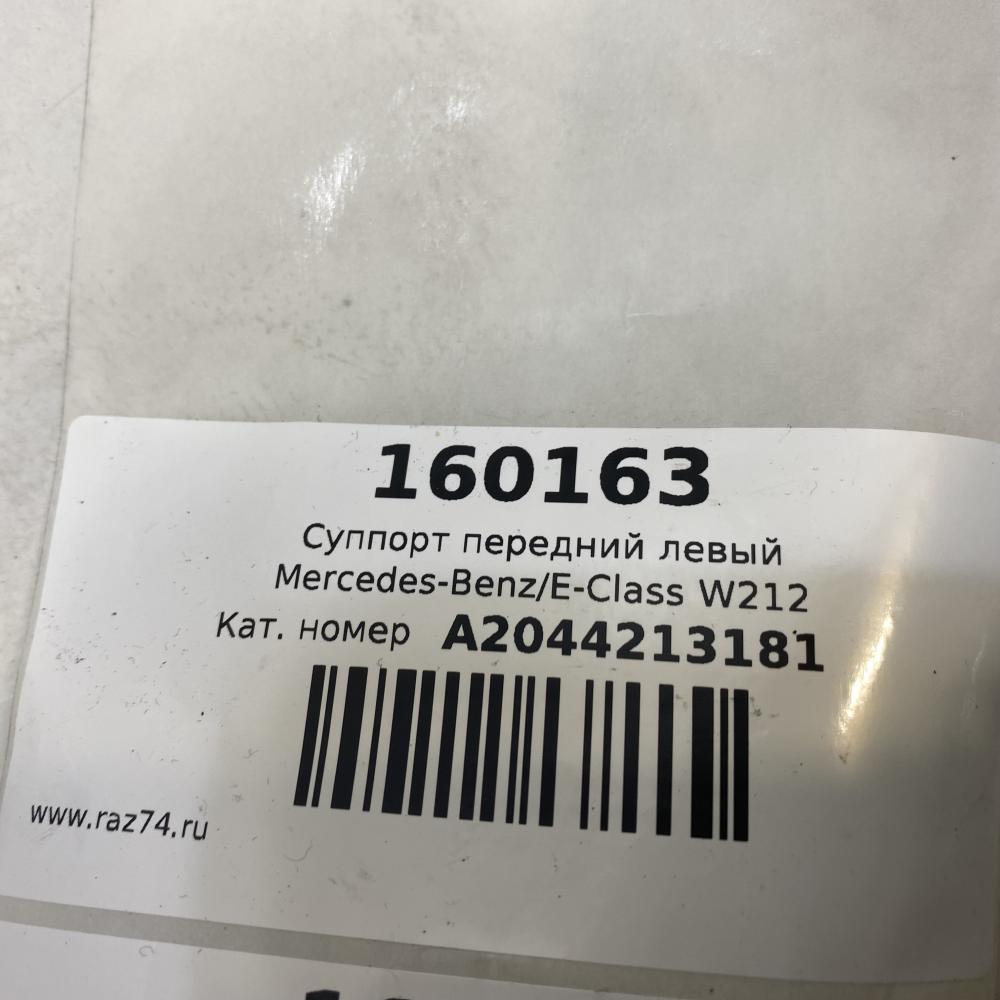 160163
Суппорт передний левый
Mercedes-Benz/E-Class W212
Кат. номер A2044213181
www.raz74.ru